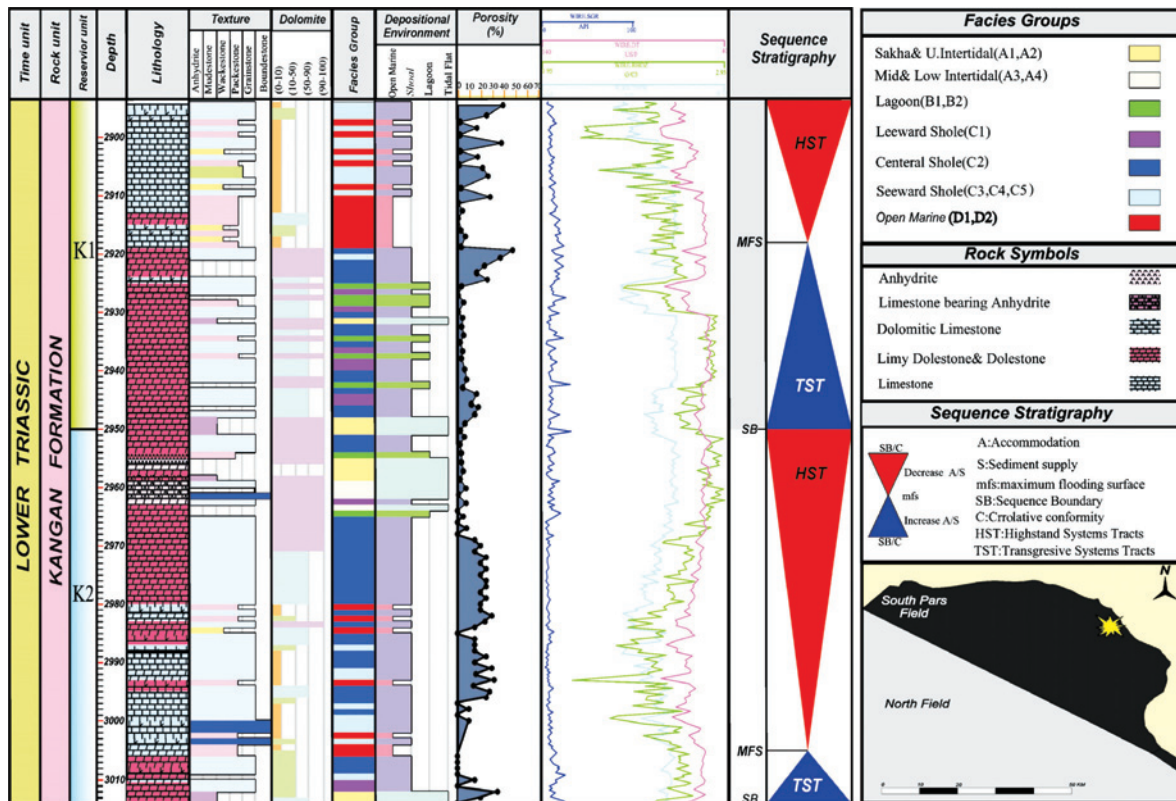 Time unit
Rock unit
Reservior unit
Depth
Lithology
Texture
Anhydrite
Mudestone
Wackestone
Packestone
Grainstone
Boundestone
Dolomite
(0-10)
(10-50)
(50-90)
(90-100)
Facies Group
Depositional
Environment
Open Marine
Shoal
Lagoon
Tidal Flat
Porosity
(%)
0 10 20 30 40 50 60 70
API
100
Sequence
Stratigraphy
LOWER TRIASSIC
KANGAN FORMATION
K1
K2
2900
2910
2920
2930
2940
2950
2960
2970
2980
2990
3000
3010
HST
MFS
TST
SB
HST
MFS
TST
SB
Facies Groups
Sakha& U.Intertidal(A1,A2)
Mid& Low Intertidal(A3,A4)
Lagoon(B1,B2)
Leeward Shole(C1)
Centeral Shole(C2)
Seeward Shole(C3,C4,C5)
Open Marine (D1,D2)
Rock Symbols
Anhydrite
Limestone bearing Anhydrite
Dolomitic Limestone
Limy Dolestone& Dolestone
Limestone
Sequence Stratigraphy
SB/C
Decrease A/S
mfs
Increase A/S
SB/C
A:Accommodation
S:Sediment supply
mfs:maximum flooding surface
SB:Sequence Boundary
C:Crrolative conformity
HST:Highstand Systems Tracts
TST:Transgresive Systems Tracts
N
South Pars
Field
North Field
0 10 20 30 50 KM